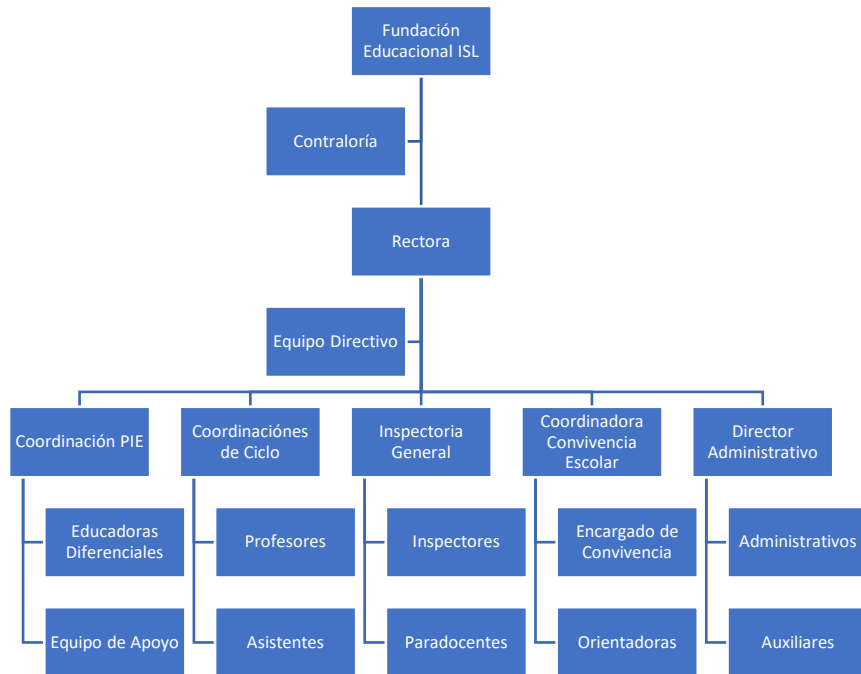 Fundación
Educacional ISL
Contraloría
Rectora
Equipo Directivo
Coordinación PIE
Coordinaciónes
de Ciclo
Inspectoria
General
Coordinadora
Convivencia
Escolar
Director
Administrativo
Educadoras
Diferenciales
Profesores
Inspectores
Encargado de
Convivencia
Administrativos
Equipo de Apoyo
Asistentes
Paradocentes
Orientadoras
Auxiliares